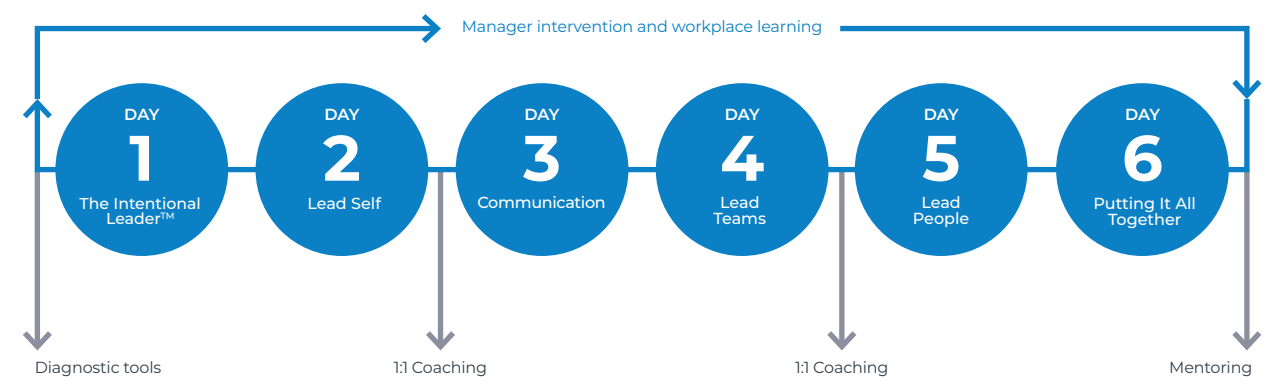 Manager intervention and workplace learning
DAY
1
The Intentional
Leader™
DAY
2
Lead Self
DAY
3
Communication
DAY
4
Lead
Teams
DAY
5
Lead
People
DAY
6
Putting It All
Together
Diagnostic tools
1:1 Coaching
1:1 Coaching
Mentoring